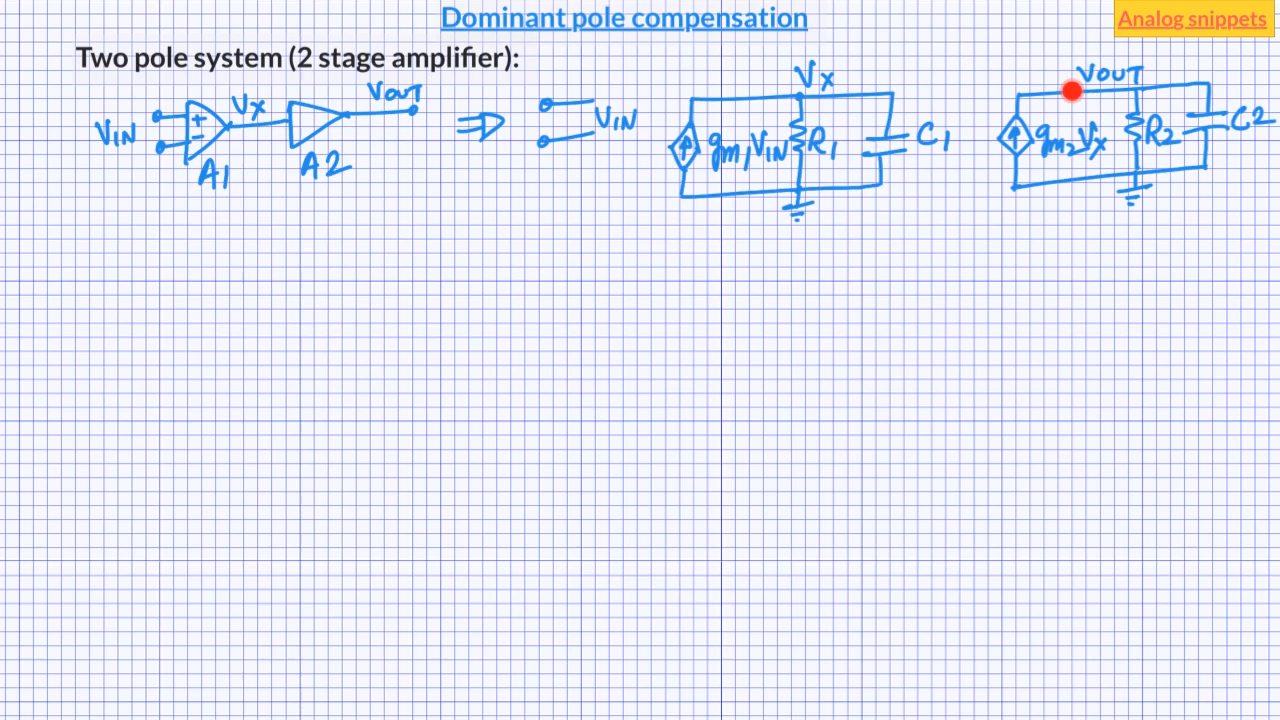 Dominant pole compensation
Analog snippets
Two pole system (2 stage amplifier):
VIN
+
−
A1
VX
A2
VOUT
⇒
VIN
VX
gm1VIN
R1
C1
VOUT
gm2VX
R2
C2